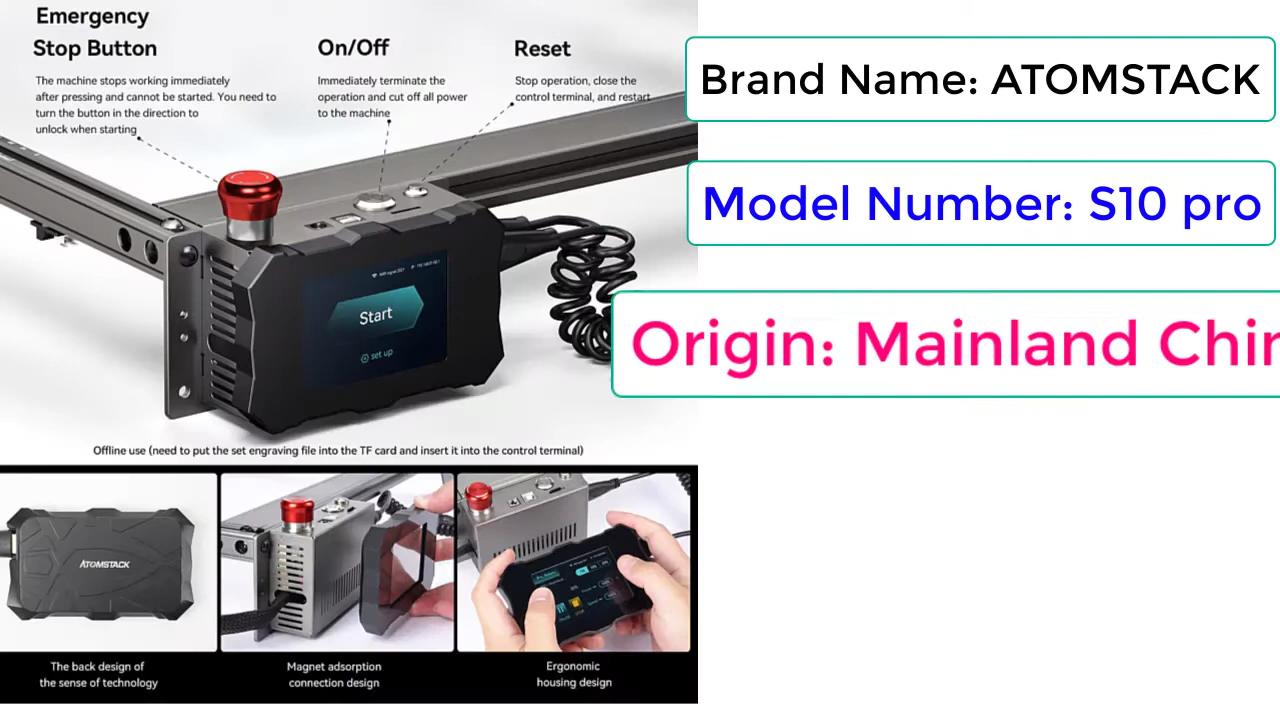 Emergency
Stop Button
The machine stops working immediately
after pressing and cannot be started. You need to
turn the button in the direction to
unlock when starting
On/Off
Immediately terminate the
operation and cut off all power
to the machine
Reset
Stop operation, close the
control terminal, and restart
Brand Name: ATOMSTACK
Model Number: S10 pro
Origin: Mainland Chin
Start
set up
Offline use (need to put the set engraving file into the TF card and insert it into the control terminal)
ATOMSTACK
The back design of
the sense of technology
Magnet adsorption
connection design
Ergonomic
housing design